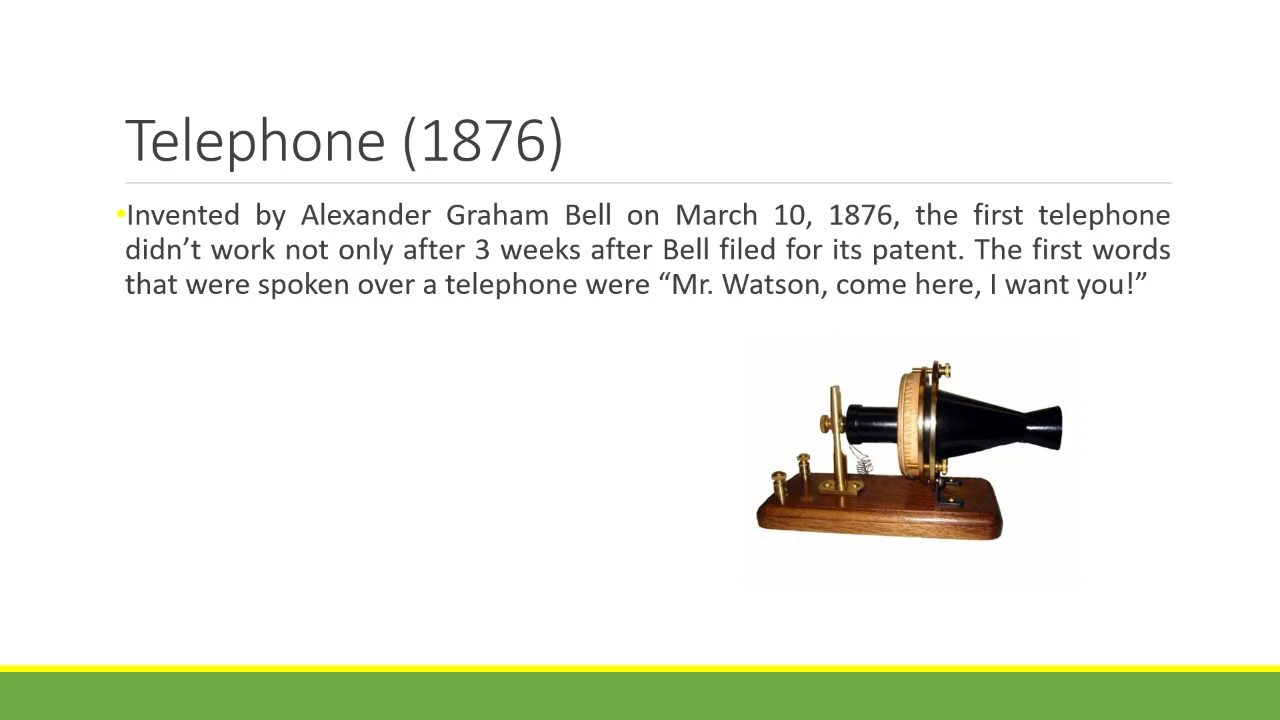 Telephone (1876)
•Invented by Alexander Graham Bell on March 10, 1876, the first telephone
didn’t work not only after 3 weeks after Bell filed for its patent. The first words
that were spoken over a telephone were “Mr. Watson, come here, I want you!”